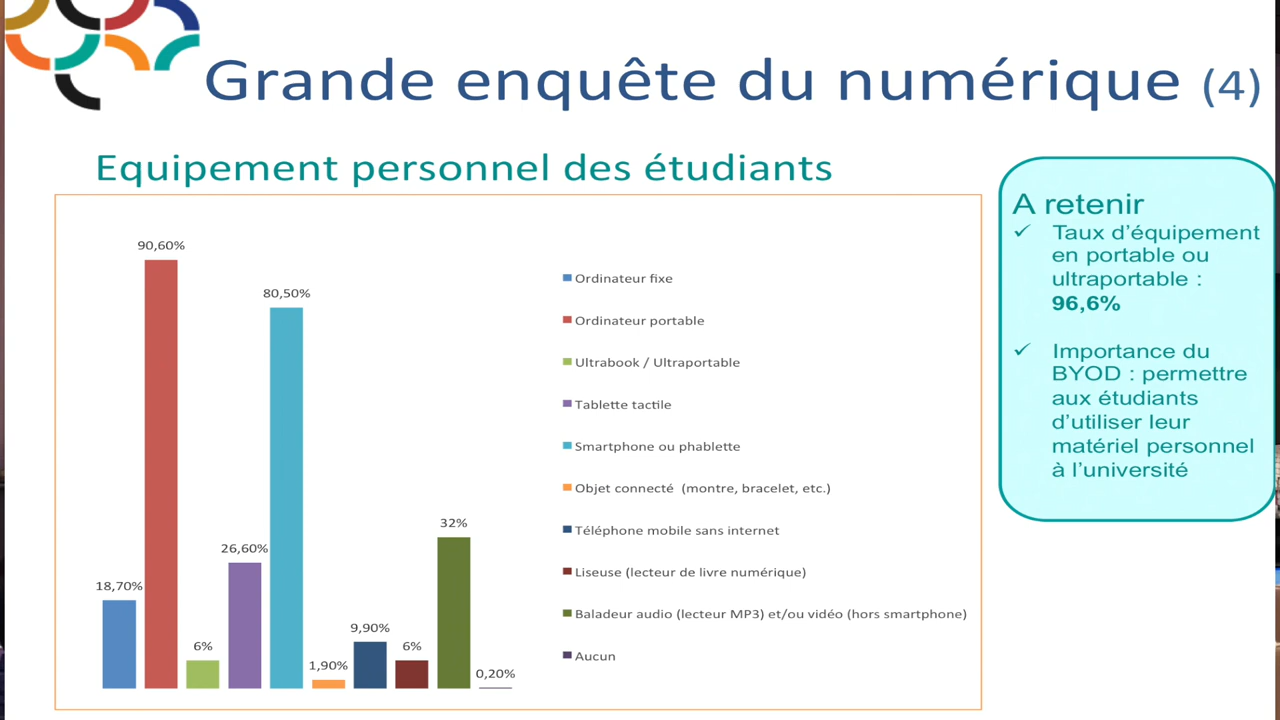 Grande enquête du numérique (4)
Equipement personnel des étudiants
90,60%
80,50%
32%
26,60%
18,70%
9,90%
6%
6%
1,90%
0,20%
Ordinateur fixe
Ordinateur portable
Ultrabook / Ultraportable
Tablette tactile
Smartphone ou phablette
Objet connecté (montre, bracelet, etc.)
Téléphone mobile sans internet
Liseuse (lecteur de livre numérique)
Baladeur audio (lecteur MP3) et/ou vidéo (hors smartphone)
Aucun
A retenir
✓ Taux d'équipement
en portable ou
ultraportable :
96,6%
✓ Importance du
BYOD : permettre
aux étudiants
d'utiliser leur
matériel personnel
à l'université